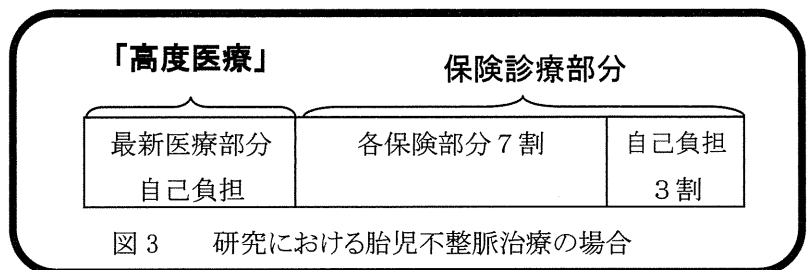 「高度医療」
保険診療部分
最新医療部分
自己負担
各保険部分7割
自己負担
3割
図3 研究における胎児不整脈治療の場合